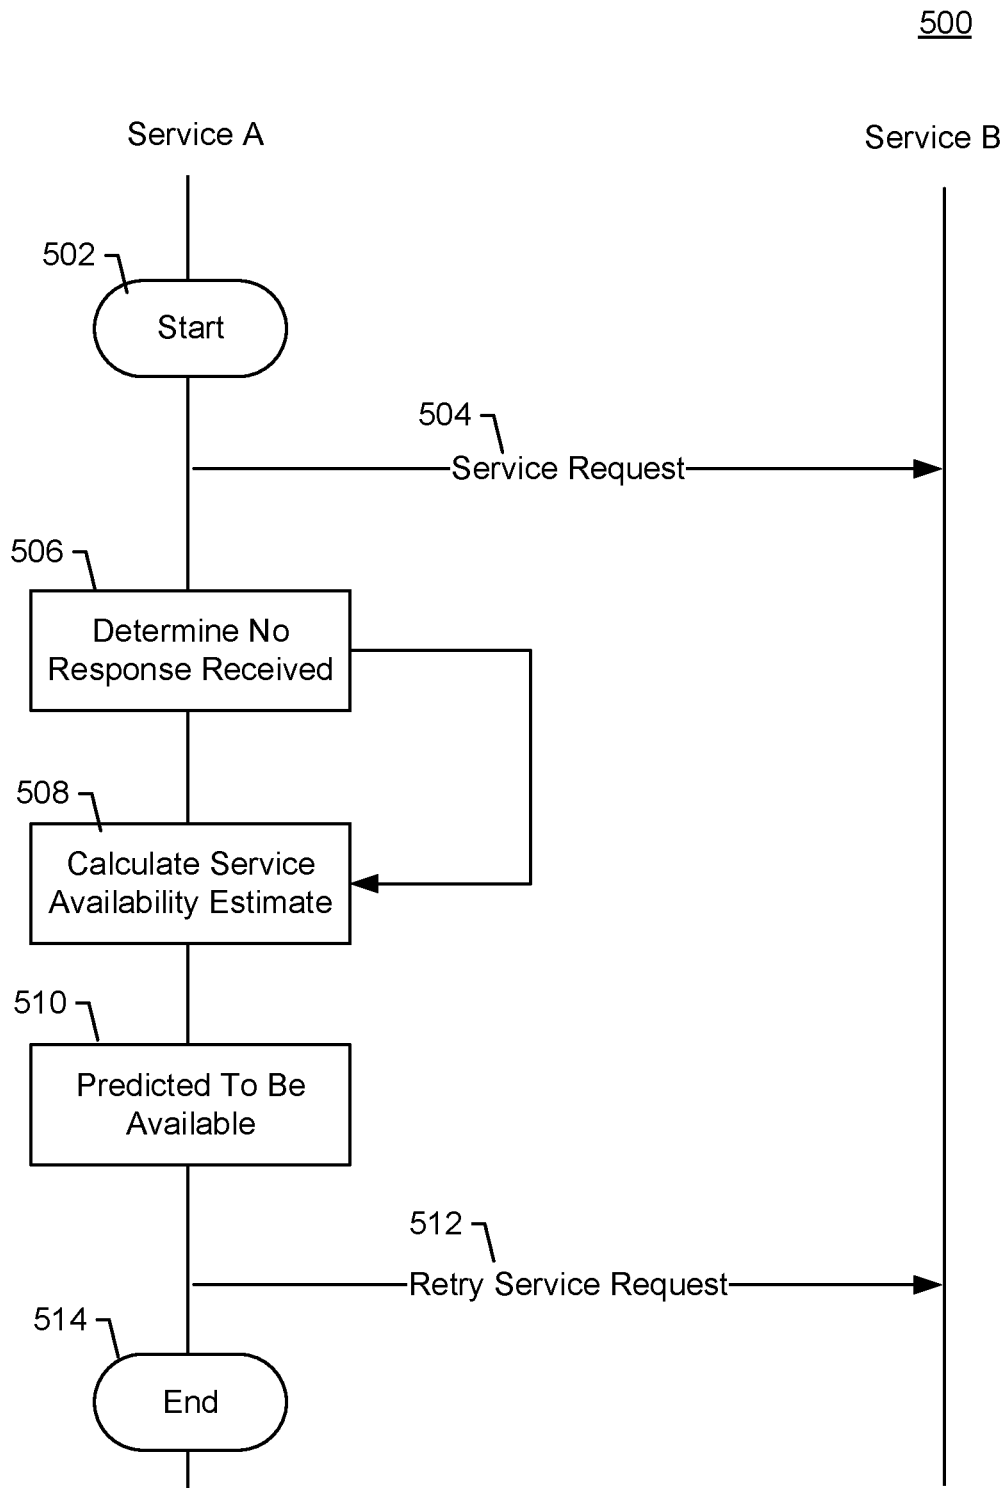 500
Service A
Service B
502
Start
504
Service Request
506
Determine No
Response Received
508
Calculate Service
Availability Estimate
510
Predicted To Be
Available
512
Retry Service Request
514
End